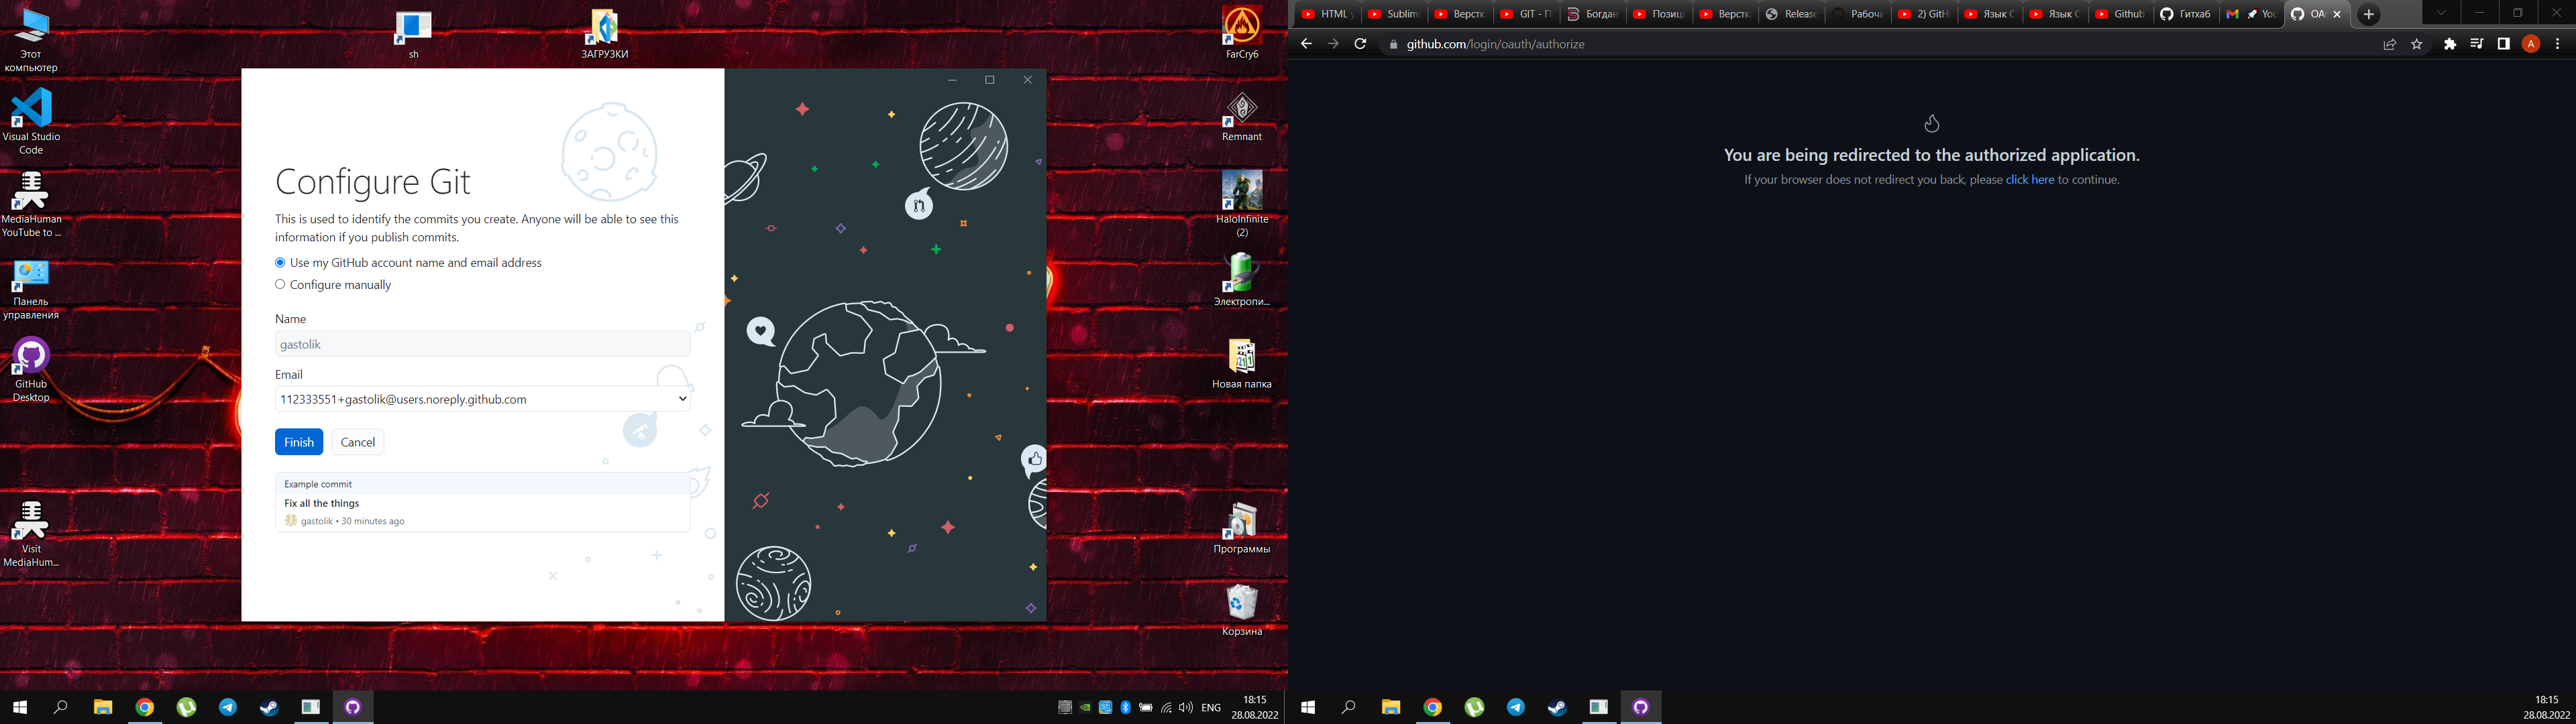 Этот
компьютер
sh
ЗАГРУЗКИ
FarCry6
Visual Studio
Code
Remnant
MediaHuman
YouTube to ...
HaloInfinite
(2)
Панель
управления
Электропи...
GitHub
Desktop
Новая папка
Visit
MediaHum...
Программы
Корзина
Configure Git
This is used to identify the commits you create. Anyone will be able to see this
information if you publish commits.
Use my GitHub account name and email address
Configure manually
Name
gastolik
Email
112333551+gastolik@users.noreply.github.com
Finish
Cancel
Example commit
Fix all the things
gastolik • 30 minutes ago
ENG
18:15
28.08.2022
HTML
Sublim
Верстк
GIT - П
Богдан
Позиц
Верстк
Release
Рабочи
2) GitH
Язык С
Язык С
Github
Гитхаб
You
OA
github.com/login/oauth/authorize
A
You are being redirected to the authorized application.
If your browser does not redirect you back, please click here to continue.
18:15
28.08.2022